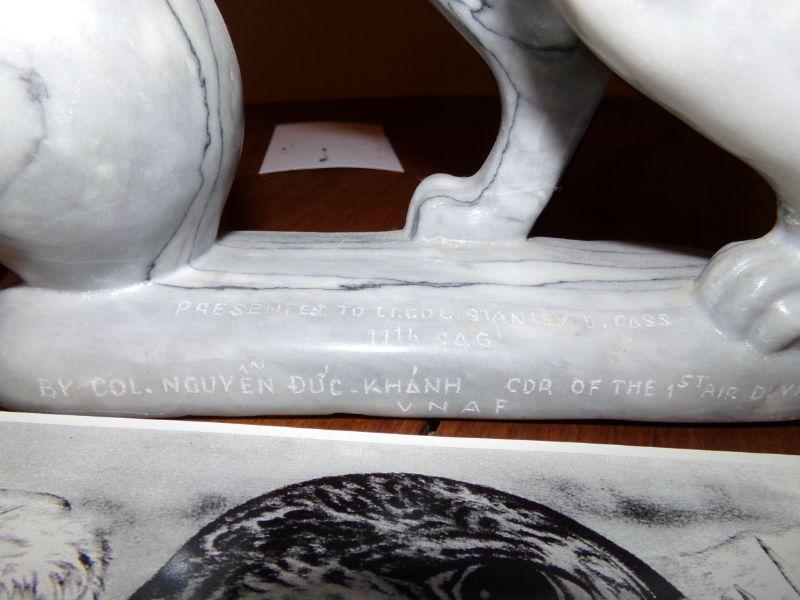 PRESENTED TO LT.COL. STANLEY D. CASS
11th CAG
BY COL. NGUYỄN ĐỨC-KHÁNH CDR OF THE 1ST AIR DIV
VNAF